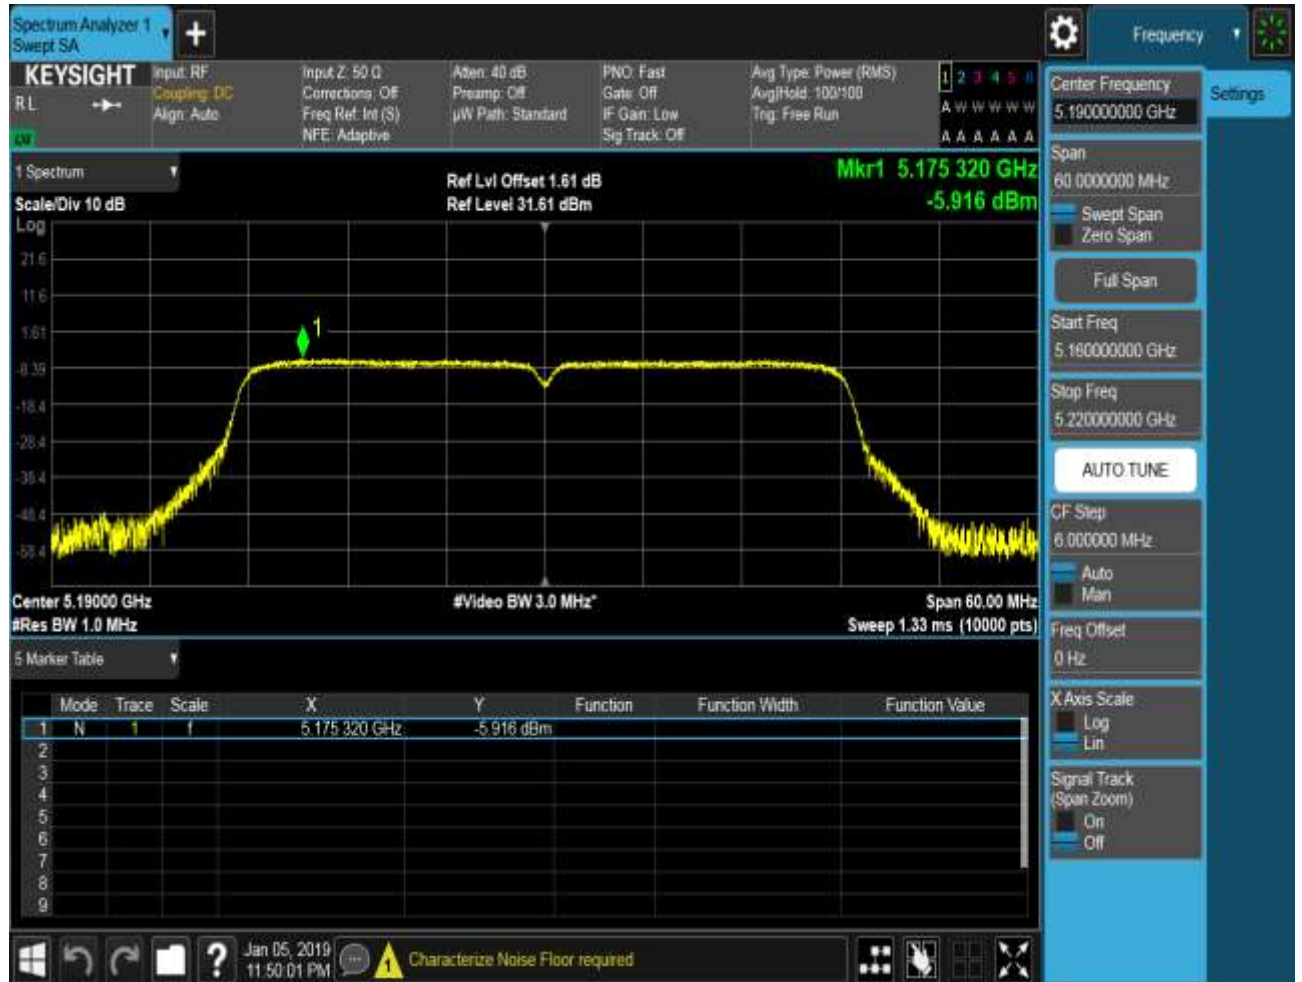 Spectrum Analyzer 1
Swept SA
+
Frequency
KEYSIGHT
RL
Input: RF
Coupling: DC
Align: Auto
Input Z: 50 Ω
Corrections: Off
Freq Ref: Int (S)
NFE: Adaptive
Atten: 40 dB
Preamp: Off
µW Path: Standard
PNO: Fast
Gate: Off
IF Gain: Low
Sig Track: Off
Avg Type: Power (RMS)
Avg|Hold: 100/100
Trig: Free Run
1 2 3 4 5 6
A W W W W W
A A A A A A
1 Spectrum
Scale/Div 10 dB
Log
Ref Lvl Offset 1.61 dB
Ref Level 31.61 dBm
Mkr1 5.175 320 GHz
-5.916 dBm
21.6
11.6
1.61
-8.39
-18.4
-28.4
-38.4
-48.4
-58.4
1
Center 5.19000 GHz
#Res BW 1.0 MHz
#Video BW 3.0 MHz*
Span 60.00 MHz
Sweep 1.33 ms (10000 pts)
5 Marker Table
Mode Trace Scale X Y Function Function Width Function Value
1 N 1 f 5.175 320 GHz -5.916 dBm
2
3
4
5
6
7
8
9
Jan 05, 2019
11:50:01 PM
?
1
Characterize Noise Floor required
Center Frequency
5.190000000 GHz
Settings
Span
60.0000000 MHz
Swept Span
Zero Span
Full Span
Start Freq
5.160000000 GHz
Stop Freq
5.220000000 GHz
AUTO TUNE
CF Step
6.000000 MHz
Auto
Man
Freq Offset
0 Hz
X Axis Scale
Log
Lin
Signal Track
(Span Zoom)
On
Off